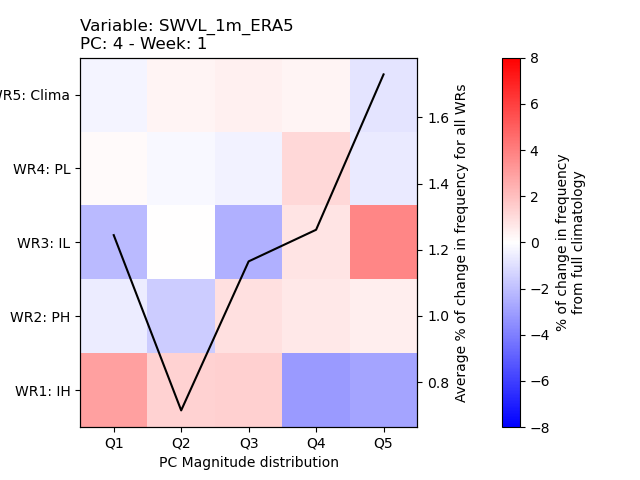 Variable: SWVL_1m_ERA5
PC: 4 - Week: 1
R5: Clima
WR4: PL
WR3: IL
WR2: PH
WR1: IH
Q1 Q2 Q3 Q4 Q5
PC Magnitude distribution
1.6
1.4
1.2
1.0
0.8
Average % of change in frequency for all WRs
8
6
4
2
0
−2
−4
−6
−8
% of change in frequency
from full climatology